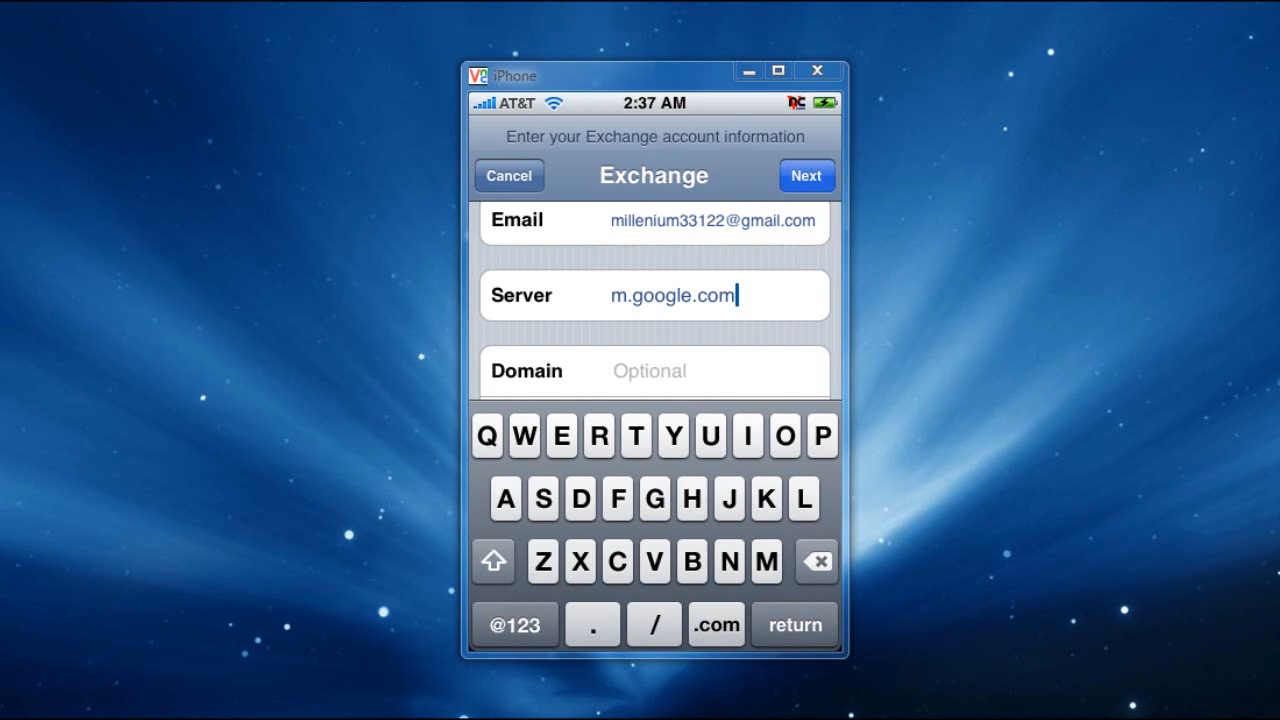 iPhone
AT&T 2:37 AM
Enter your Exchange account information
Cancel Exchange Next
Email millenium33122@gmail.com
Server m.google.com
Domain Optional
Q W E R T Y U I O P
A S D F G H J K L
Z X C V B N M
@123 . / .com return